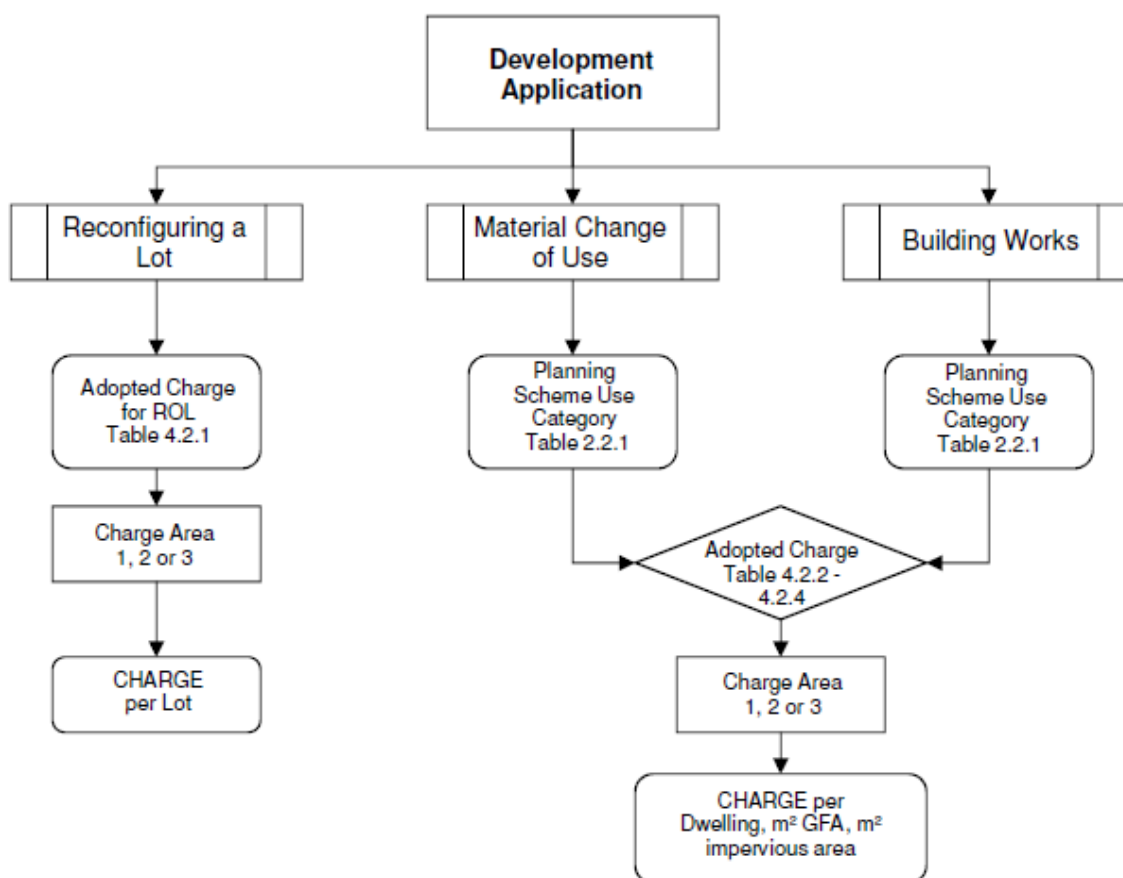 Development
Application
Reconfiguring a
Lot
Material Change
of Use
Building Works
Adopted Charge
for ROL
Table 4.2.1
Planning
Scheme Use
Category
Table 2.2.1
Planning
Scheme Use
Category
Table 2.2.1
Charge Area
1, 2 or 3
Adopted Charge
Table 4.2.2 -
4.2.4
CHARGE
per Lot
Charge Area
1, 2 or 3
CHARGE per
Dwelling, m² GFA, m²
impervious area